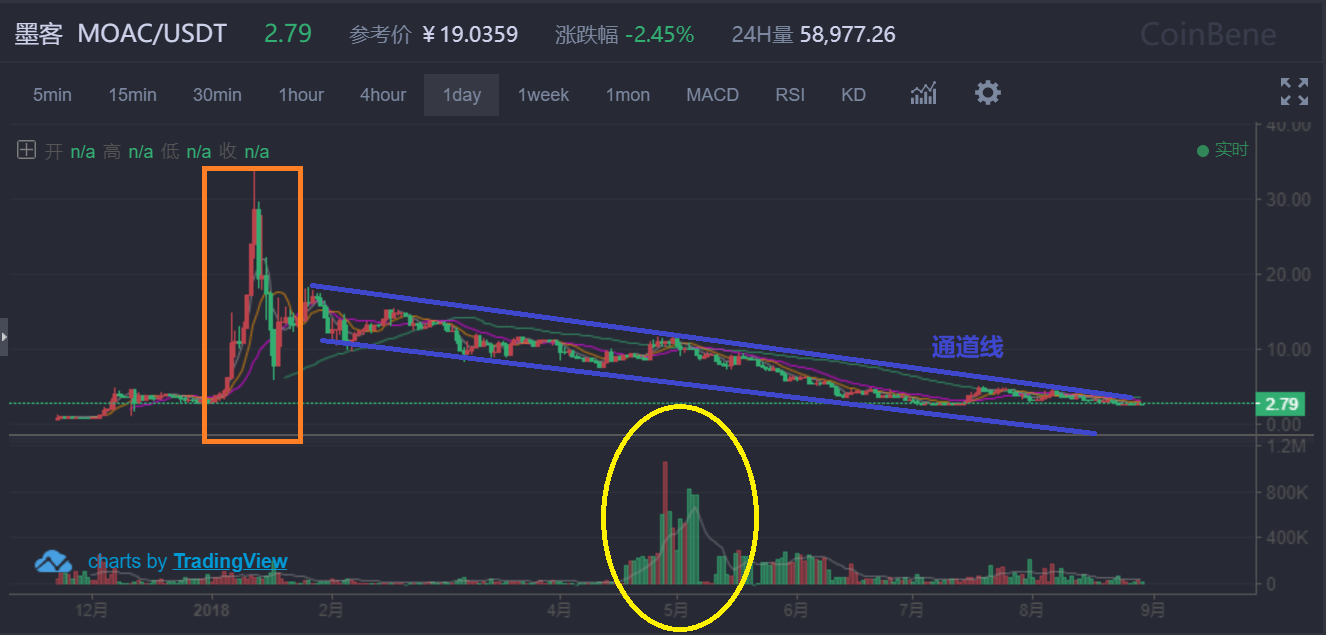 墨客 MOAC/USDT 2.79 参考价 ¥19.0359 涨跌幅 -2.45% 24H量 58,977.26 CoinBene
5min 15min 30min 1hour 4hour 1day 1week 1mon MACD RSI KD
40.00
开 n/a 高 n/a 低 n/a 收 n/a 实时
30.00
20.00
通道线
10.00
2.79
0.00
1.2M
800K
400K
charts by TradingView
0
12月 2018 2月 4月 5月 6月 7月 8月 9月